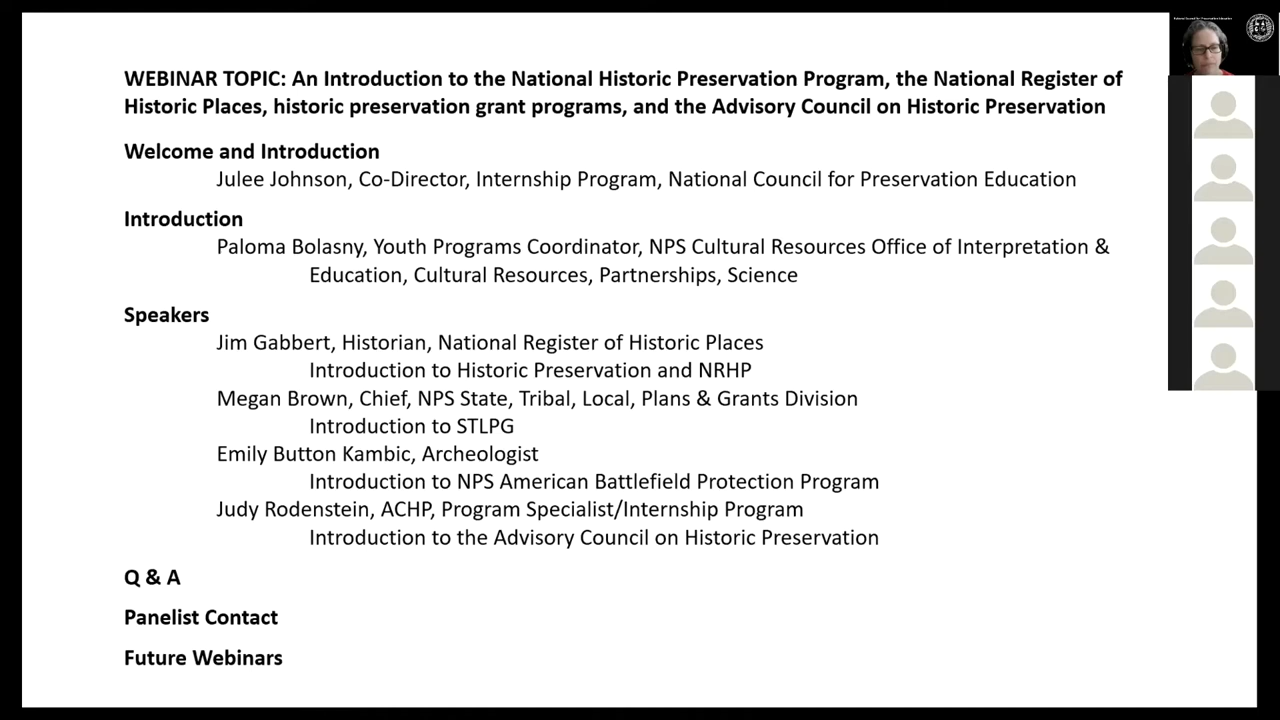 WEBINAR TOPIC: An Introduction to the National Historic Preservation Program, the National Register of
Historic Places, historic preservation grant programs, and the Advisory Council on Historic Preservation
Welcome and Introduction
Julee Johnson, Co-Director, Internship Program, National Council for Preservation Education
Introduction
Paloma Bolasny, Youth Programs Coordinator, NPS Cultural Resources Office of Interpretation &
Education, Cultural Resources, Partnerships, Science
Speakers
Jim Gabbert, Historian, National Register of Historic Places
Introduction to Historic Preservation and NRHP
Megan Brown, Chief, NPS State, Tribal, Local, Plans & Grants Division
Introduction to STLPG
Emily Button Kambic, Archeologist
Introduction to NPS American Battlefield Protection Program
Judy Rodenstein, ACHP, Program Specialist/Internship Program
Introduction to the Advisory Council on Historic Preservation
Q & A
Panelist Contact
Future Webinars